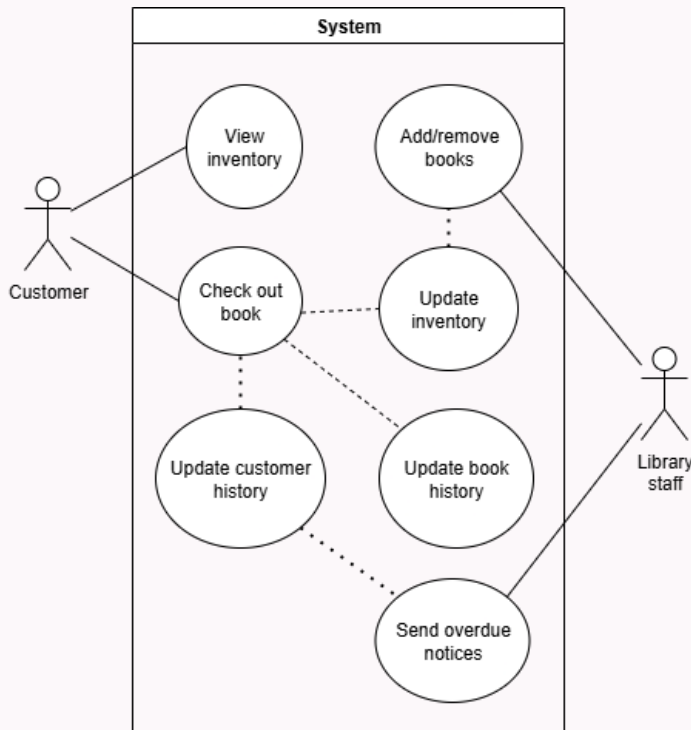 System
View
inventory
Add/remove
books
Customer
Check out
book
Update
inventory
Library
staff
Update customer
history
Update book
history
Send overdue
notices